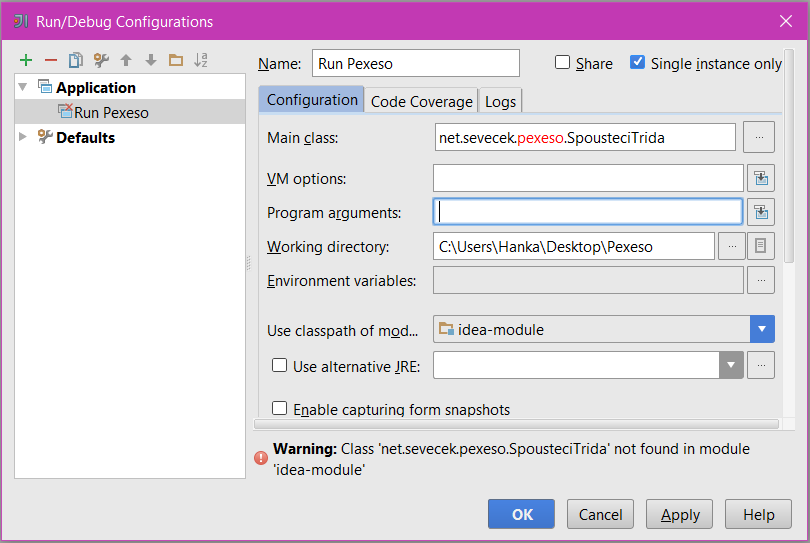 Run/Debug Configurations
Name: Run Pexeso Share Single instance only
Application
Run Pexeso
Defaults
Configuration Code Coverage Logs
Main class: net.sevecek.pexeso.SpousteciTrida ...
VM options:
Program arguments:
Working directory: C:\Users\Hanka\Desktop\Pexeso ...
Environment variables: ...
Use classpath of mod... idea-module
Use alternative JRE: ...
Enable capturing form snapshots
Warning: Class 'net.sevecek.pexeso.SpousteciTrida' not found in module
'idea-module'
OK Cancel Apply Help